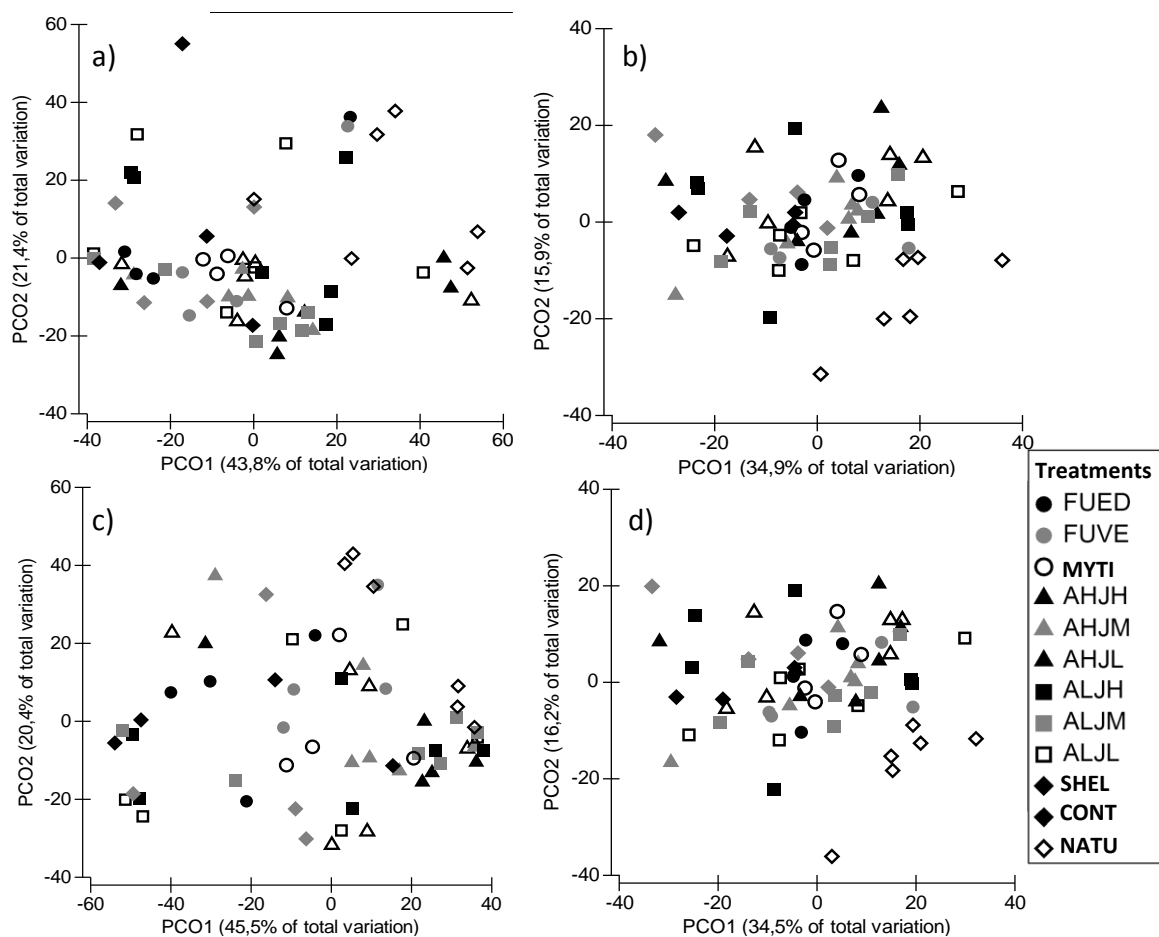 a)
60
40
20
0
-20
-40
PCO2 (21,4% of total variation)
-40 -20 0 20 40 60
PCO1 (43,8% of total variation)
b)
40
20
0
-20
-40
PCO2 (15,9% of total variation)
-40 -20 0 20 40
PCO1 (34,9% of total variation)
c)
60
40
20
0
-20
-40
PCO2 (20,4% of total variation)
-60 -40 -20 0 20 40
PCO1 (45,5% of total variation)
d)
40
20
0
-20
-40
PCO2 (16,2% of total variation)
-40 -20 0 20 40
PCO1 (34,5% of total variation)
Treatments
FUED
FUVE
MYTI
AHJH
AHJM
AHJL
ALJH
ALJM
ALJL
SHEL
CONT
NATU